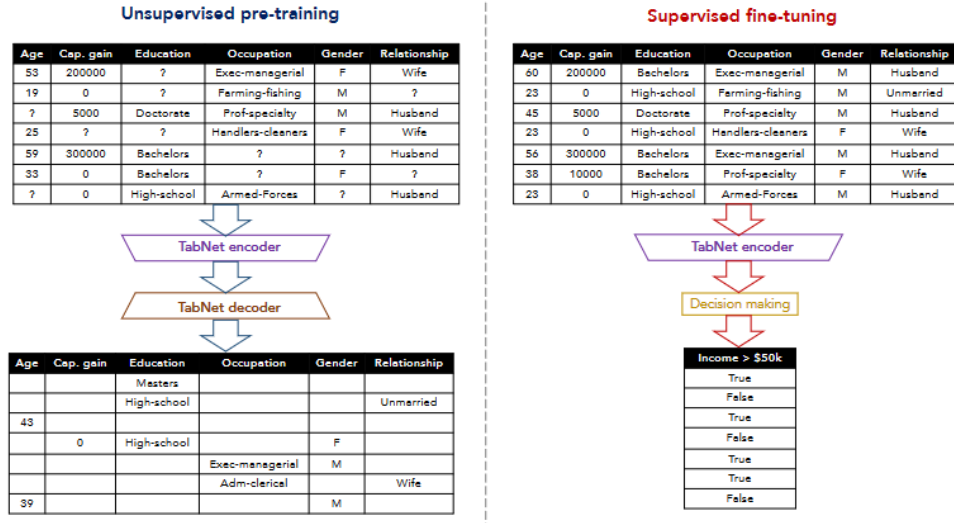 Unsupervised pre-training
Age Cap. gain Education Occupation Gender Relationship
53 200000 ? Exec-managerial F Wife
19 0 ? Farming-fishing M ?
? 5000 Doctorate Prof-specialty M Husband
25 ? ? Handlers-cleaners F Wife
59 300000 Bachelors ? ? Husband
33 0 Bachelors ? F ?
? 0 High-school Armed-Forces ? Husband
TabNet encoder
TabNet decoder
Age Cap. gain Education Occupation Gender Relationship
Masters
High-school Unmarried
43
0 High-school F
Exec-managerial M
Adm-clerical Wife
39 M
Supervised fine-tuning
Age Cap. gain Education Occupation Gender Relationship
60 200000 Bachelors Exec-managerial M Husband
23 0 High-school Farming-fishing M Unmarried
45 5000 Doctorate Prof-specialty M Husband
23 0 High-school Handlers-cleaners F Wife
56 300000 Bachelors Exec-managerial M Husband
38 10000 Bachelors Prof-specialty F Wife
23 0 High-school Armed-Forces M Husband
TabNet encoder
Decision making
Income > $50k
True
False
True
False
True
True
False